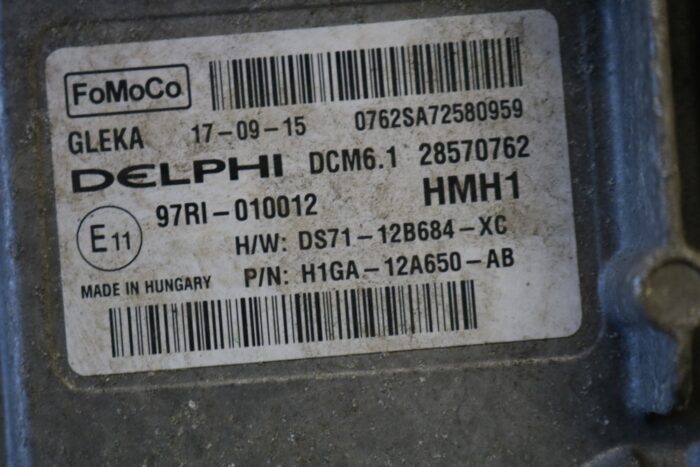 FoMoCo
GLEKA 17-09-15 0762SA72580959
DELPHI DCM6.1 28570762
E11 97RI-010012 HMH1
H/W: DS71-12B684-XC
MADE IN HUNGARY P/N: H1GA-12A650-AB